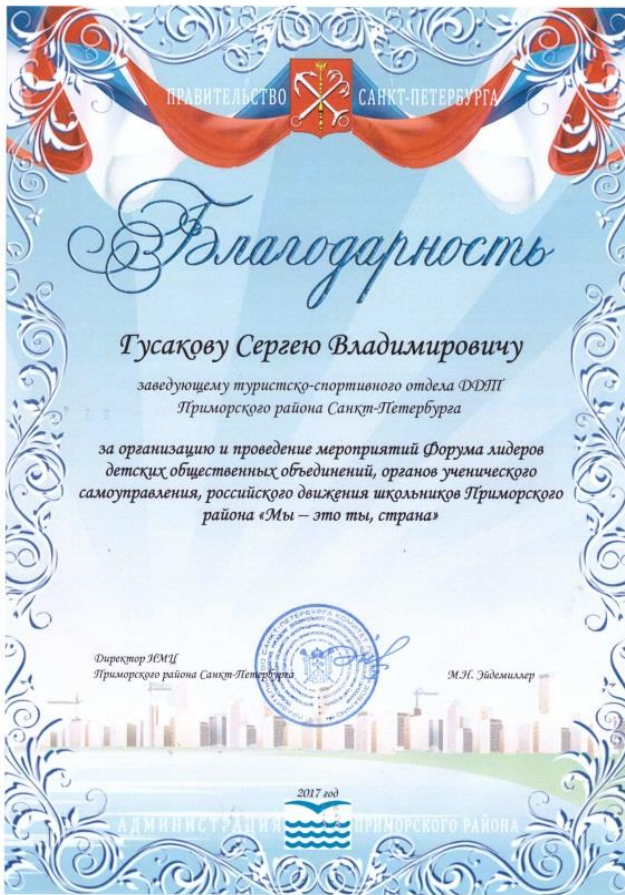 ПРАВИТЕЛЬСТВО САНКТ-ПЕТЕРБУРГА
Благодарность
Гусакову Сергею Владимировичу
заведующему туристско-спортивного отдела ДДТ
Приморского района Санкт-Петербурга
за организацию и проведение мероприятий Форума лидеров
детских общественных объединений, органов ученического
самоуправления, российского движения школьников Приморского
района «Мы – это ты, страна»
Директор НМЦ
Приморского района Санкт-Петербурга
М.Н. Эйдемиллер
2017 год
АДМИНИСТРАЦИЯ ПРИМОРСКОГО РАЙОНА